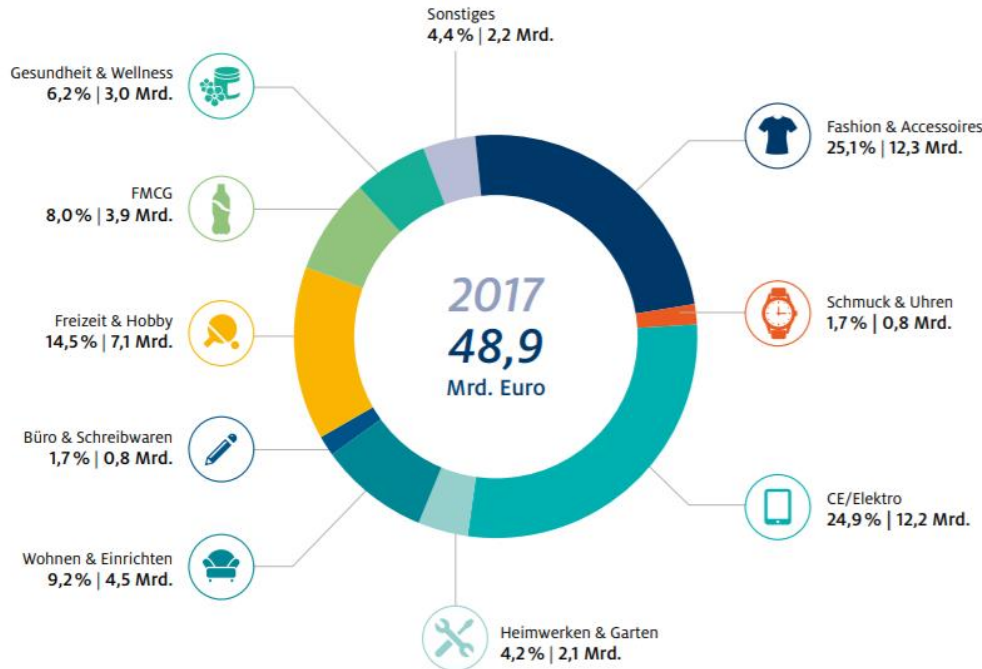 Sonstiges
4,4 % | 2,2 Mrd.
Gesundheit & Wellness
6,2 % | 3,0 Mrd.
Fashion & Accessoires
25,1 % | 12,3 Mrd.
FMCG
8,0 % | 3,9 Mrd.
2017
48,9
Mrd. Euro
Schmuck & Uhren
1,7 % | 0,8 Mrd.
Freizeit & Hobby
14,5 % | 7,1 Mrd.
Büro & Schreibwaren
1,7 % | 0,8 Mrd.
CE/Elektro
24,9 % | 12,2 Mrd.
Wohnen & Einrichten
9,2 % | 4,5 Mrd.
Heimwerken & Garten
4,2 % | 2,1 Mrd.